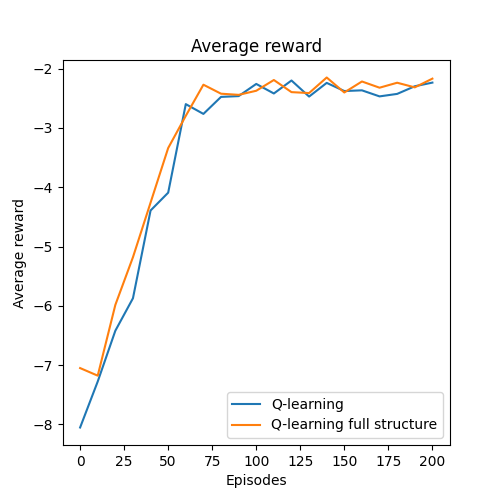 Average reward
−2
−3
−4
−5
−6
−7
−8
Average reward
Q-learning
Q-learning full structure
0 25 50 75 100 125 150 175 200
Episodes